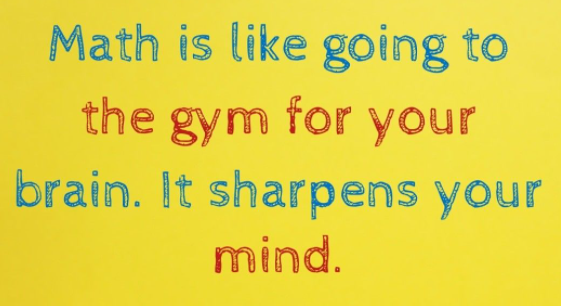 Math is like going to
the gym for your
brain. It sharpens your
mind.